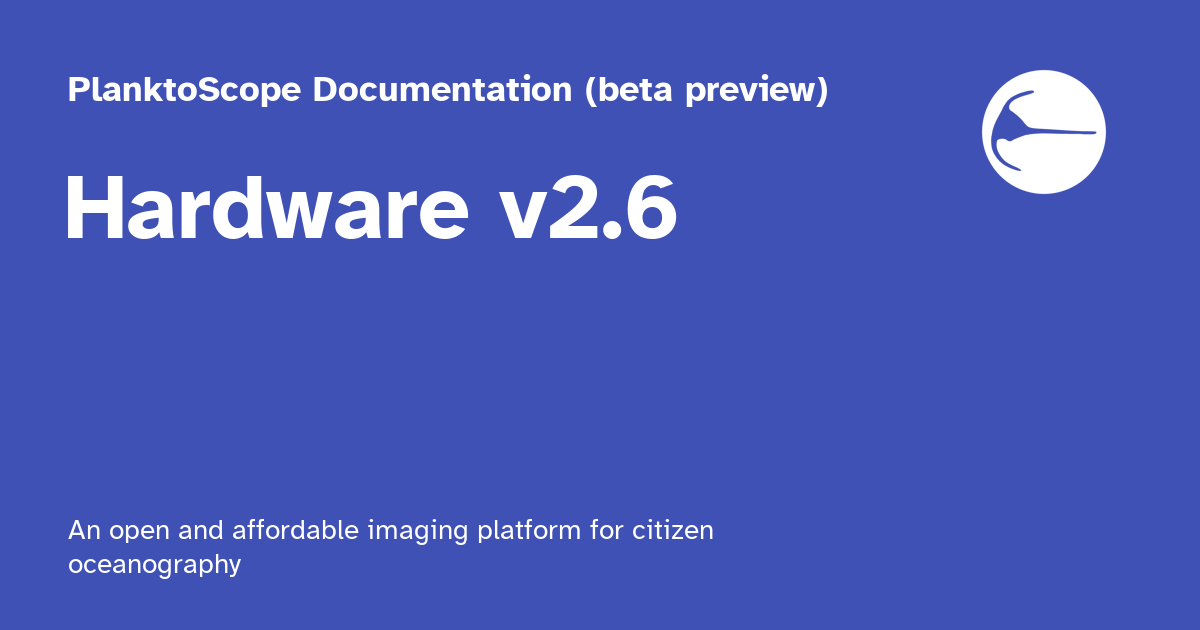 PlanktoScope Documentation (beta preview)
Hardware v2.6
An open and affordable imaging platform for citizen
oceanography